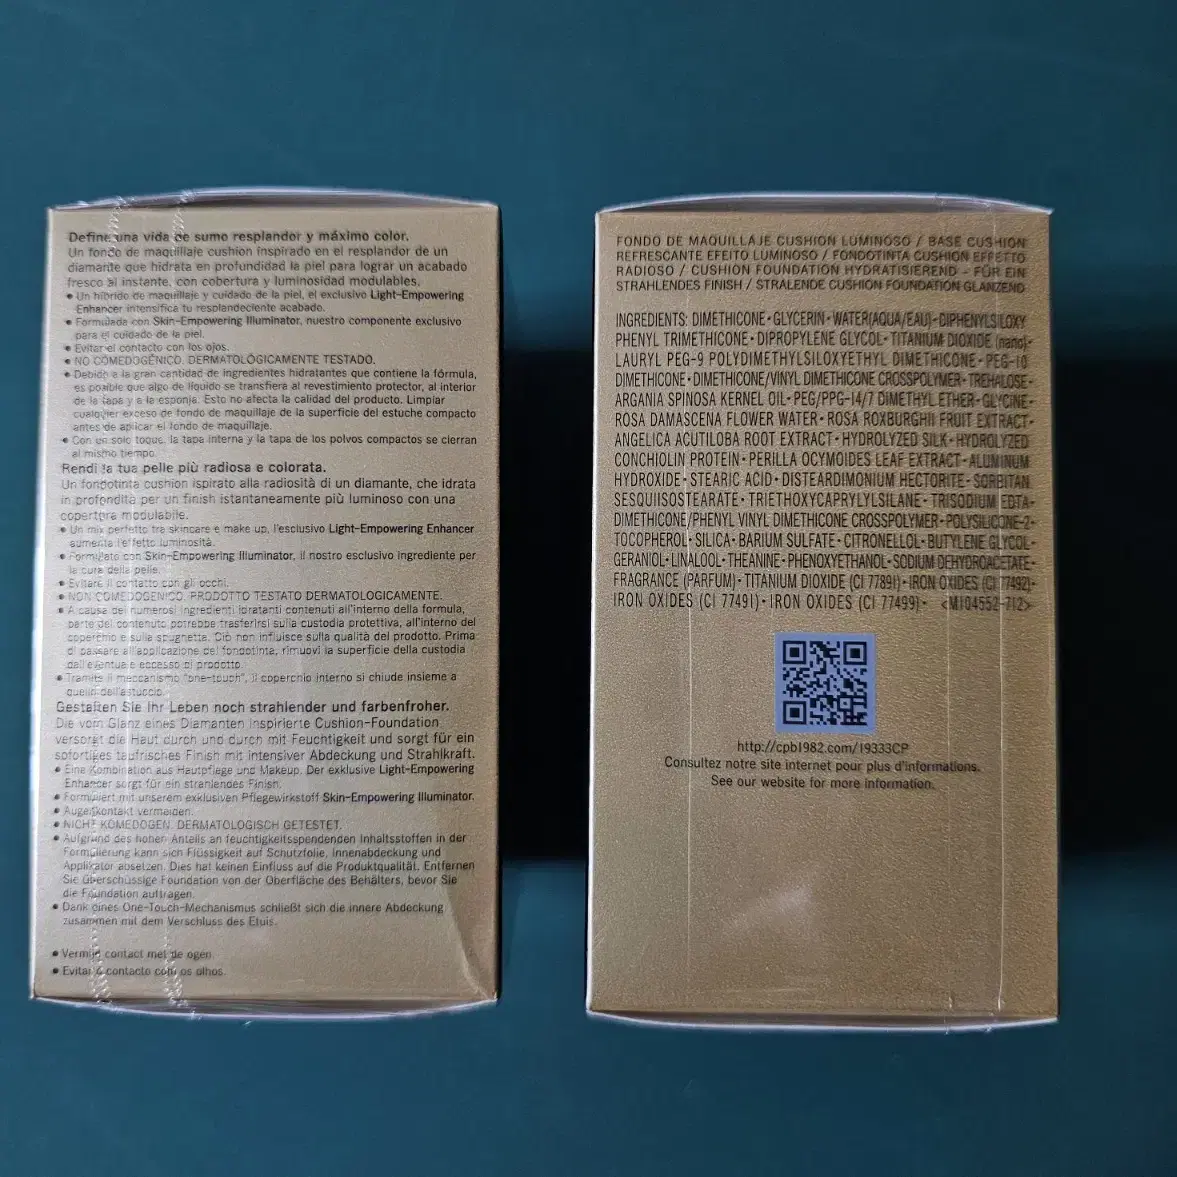 Define una vida de sumo resplandor y máximo color.
Un fondo de maquillaje cushion inspirado en el resplandor de un
diamante que hidrata en profundidad la piel para lograr un acabado
fresco al instante, con cobertura y luminosidad modulables.
• Un híbrido de maquillaje y cuidado de la piel, el exclusivo Light-Empowering
Enhancer intensifica tu resplandeciente acabado.
• Formulada con Skin-Empowering Illuminator, nuestro componente exclusivo
para el cuidado de la piel.
• Evitar el contacto con los ojos.
• NO COMEDOGÉNICO. DERMATOLÓGICAMENTE TESTADO.
• Debido a la gran cantidad de ingredientes hidratantes que contiene la fórmula,
es posible que algo de líquido se transfiera al revestimiento protector, al interior
de la tapa y a la esponja. Esto no afecta la calidad del producto. Limpiar
cualquier exceso de fondo de maquillaje de la superficie del estuche compacto
antes de aplicar el fondo de maquillaje.
• Con un solo toque, la tapa interna y la tapa de los polvos compactos se cierran
al mismo tiempo.
Rendi la tua pelle più radiosa e colorata.
Un fondotinta cushion ispirato alla radiosità di un diamante, che idrata
in profondità per un finish istantaneamente più luminoso con una
copertura modulabile.
• Un mix perfetto tra skincare e make up, l'esclusivo Light-Empowering Enhancer
aumenta l'effetto luminosità.
• Formulato con Skin-Empowering Illuminator, il nostro esclusivo ingrediente per
la cura della pelle.
• Evitare il contatto con gli occhi.
• NON COMEDOGENICO. PRODOTTO TESTATO DERMATOLOGICAMENTE.
• A causa dei numerosi ingredienti idratanti contenuti all'interno della formula,
parte del contenuto potrebbe trasferirsi sulla custodia protettiva, all'interno del
coperchio e sulla spugnetta. Ciò non influisce sulla qualità del prodotto. Prima
di passare all'applicazione del fondotinta, rimuovi la superficie della custodia
dall'eventuale eccesso di prodotto.
• Tramite il meccanismo "one-touch", il coperchio interno si chiude insieme a
quello dell'astuccio.
Gestalten Sie Ihr Leben noch strahlender und farbenfroher.
Die vom Glanz eines Diamanten inspirierte Cushion-Foundation
versorgt die Haut durch und durch mit Feuchtigkeit und sorgt für ein
sofortiges taufrisches Finish mit intensiver Abdeckung und Strahlkraft.
• Eine Kombination aus Hautpflege und Makeup. Der exklusive Light-Empowering
Enhancer sorgt für ein strahlendes Finish.
• Formuliert mit unserem exklusiven Pflegewirkstoff Skin-Empowering Illuminator.
• Augenkontakt vermeiden.
• NICHT KOMEDOGEN. DERMATOLOGISCH GETESTET.
• Aufgrund des hohen Anteils an feuchtigkeitsspendenden Inhaltsstoffen in der
Formulierung kann sich Flüssigkeit auf Schutzfolie, Innenabdeckung und
Applikator absetzen. Dies hat keinen Einfluss auf die Produktqualität. Entfernen
Sie überschüssige Foundation von der Oberfläche des Behälters, bevor Sie
die Foundation auftragen.
• Dank eines One-Touch-Mechanismus schließt sich die innere Abdeckung
zusammen mit dem Verschluss des Etuis.
• Vermijd contact met de ogen.
• Evitar o contacto com os olhos.
FONDO DE MAQUILLAJE CUSHION LUMINOSO / BASE CUSHION
REFRESCANTE EFEITO LUMINOSO / FONDOTINTA CUSHION EFFETTO
RADIOSO / CUSHION FOUNDATION HYDRATISIEREND - FÜR EIN
STRAHLENDES FINISH / STRALENDE CUSHION FOUNDATION GLANZEND
INGREDIENTS: DIMETHICONE・GLYCERIN・WATER(AQUA/EAU)・DIPHENYLSILOXY
PHENYL TRIMETHICONE・DIPROPYLENE GLYCOL・TITANIUM DIOXIDE (nano)・
LAURYL PEG-9 POLYDIMETHYLSILOXYETHYL DIMETHICONE・PEG-10
DIMETHICONE・DIMETHICONE/VINYL DIMETHICONE CROSSPOLYMER・TREHALOSE・
ARGANIA SPINOSA KERNEL OIL・PEG/PPG-14/7 DIMETHYL ETHER・GLYCINE・
ROSA DAMASCENA FLOWER WATER・ROSA ROXBURGHII FRUIT EXTRACT・
ANGELICA ACUTILOBA ROOT EXTRACT・HYDROLYZED SILK・HYDROLYZED
CONCHIOLIN PROTEIN・PERILLA OCYMOIDES LEAF EXTRACT・ALUMINUM
HYDROXIDE・STEARIC ACID・DISTEARDIMONIUM HECTORITE・SORBITAN
SESQUIISOSTEARATE・TRIETHOXYCAPRYLYLSILANE・TRISODIUM EDTA・
DIMETHICONE/PHENYL VINYL DIMETHICONE CROSSPOLYMER・POLYSILICONE-2・
TOCOPHEROL・SILICA・BARIUM SULFATE・CITRONELLOL・BUTYLENE GLYCOL・
GERANIOL・LINALOOL・THEANINE・PHENOXYETHANOL・SODIUM DEHYDROACETATE・
FRAGRANCE (PARFUM)・TITANIUM DIOXIDE (CI 77891)・IRON OXIDES (CI 77492)・
IRON OXIDES (CI 77491)・IRON OXIDES (CI 77499)・ <M104552-712>
http://cpb1982.com/19333CP
Consultez notre site internet pour plus d'informations.
See our website for more information.